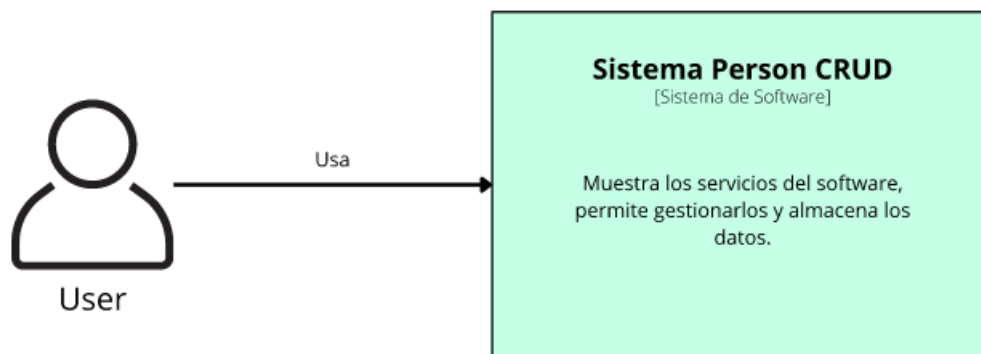 Sistema Person CRUD
[Sistema de Software]
Usa
Muestra los servicios del software,
permite gestionarlos y almacena los
datos.
User